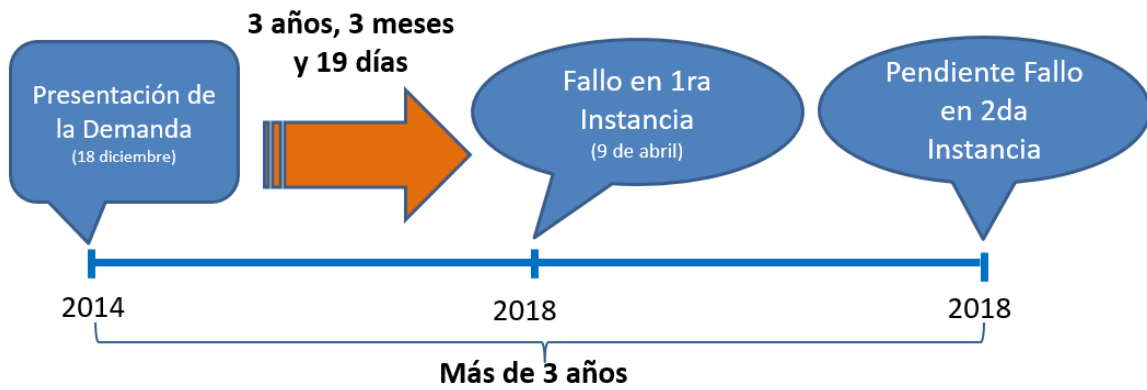 3 años, 3 meses
y 19 días
Presentación de
la Demanda
(18 diciembre)
Fallo en 1ra
Instancia
(9 de abril)
Pendiente Fallo
en 2da
Instancia
2014
2018
2018
Más de 3 años